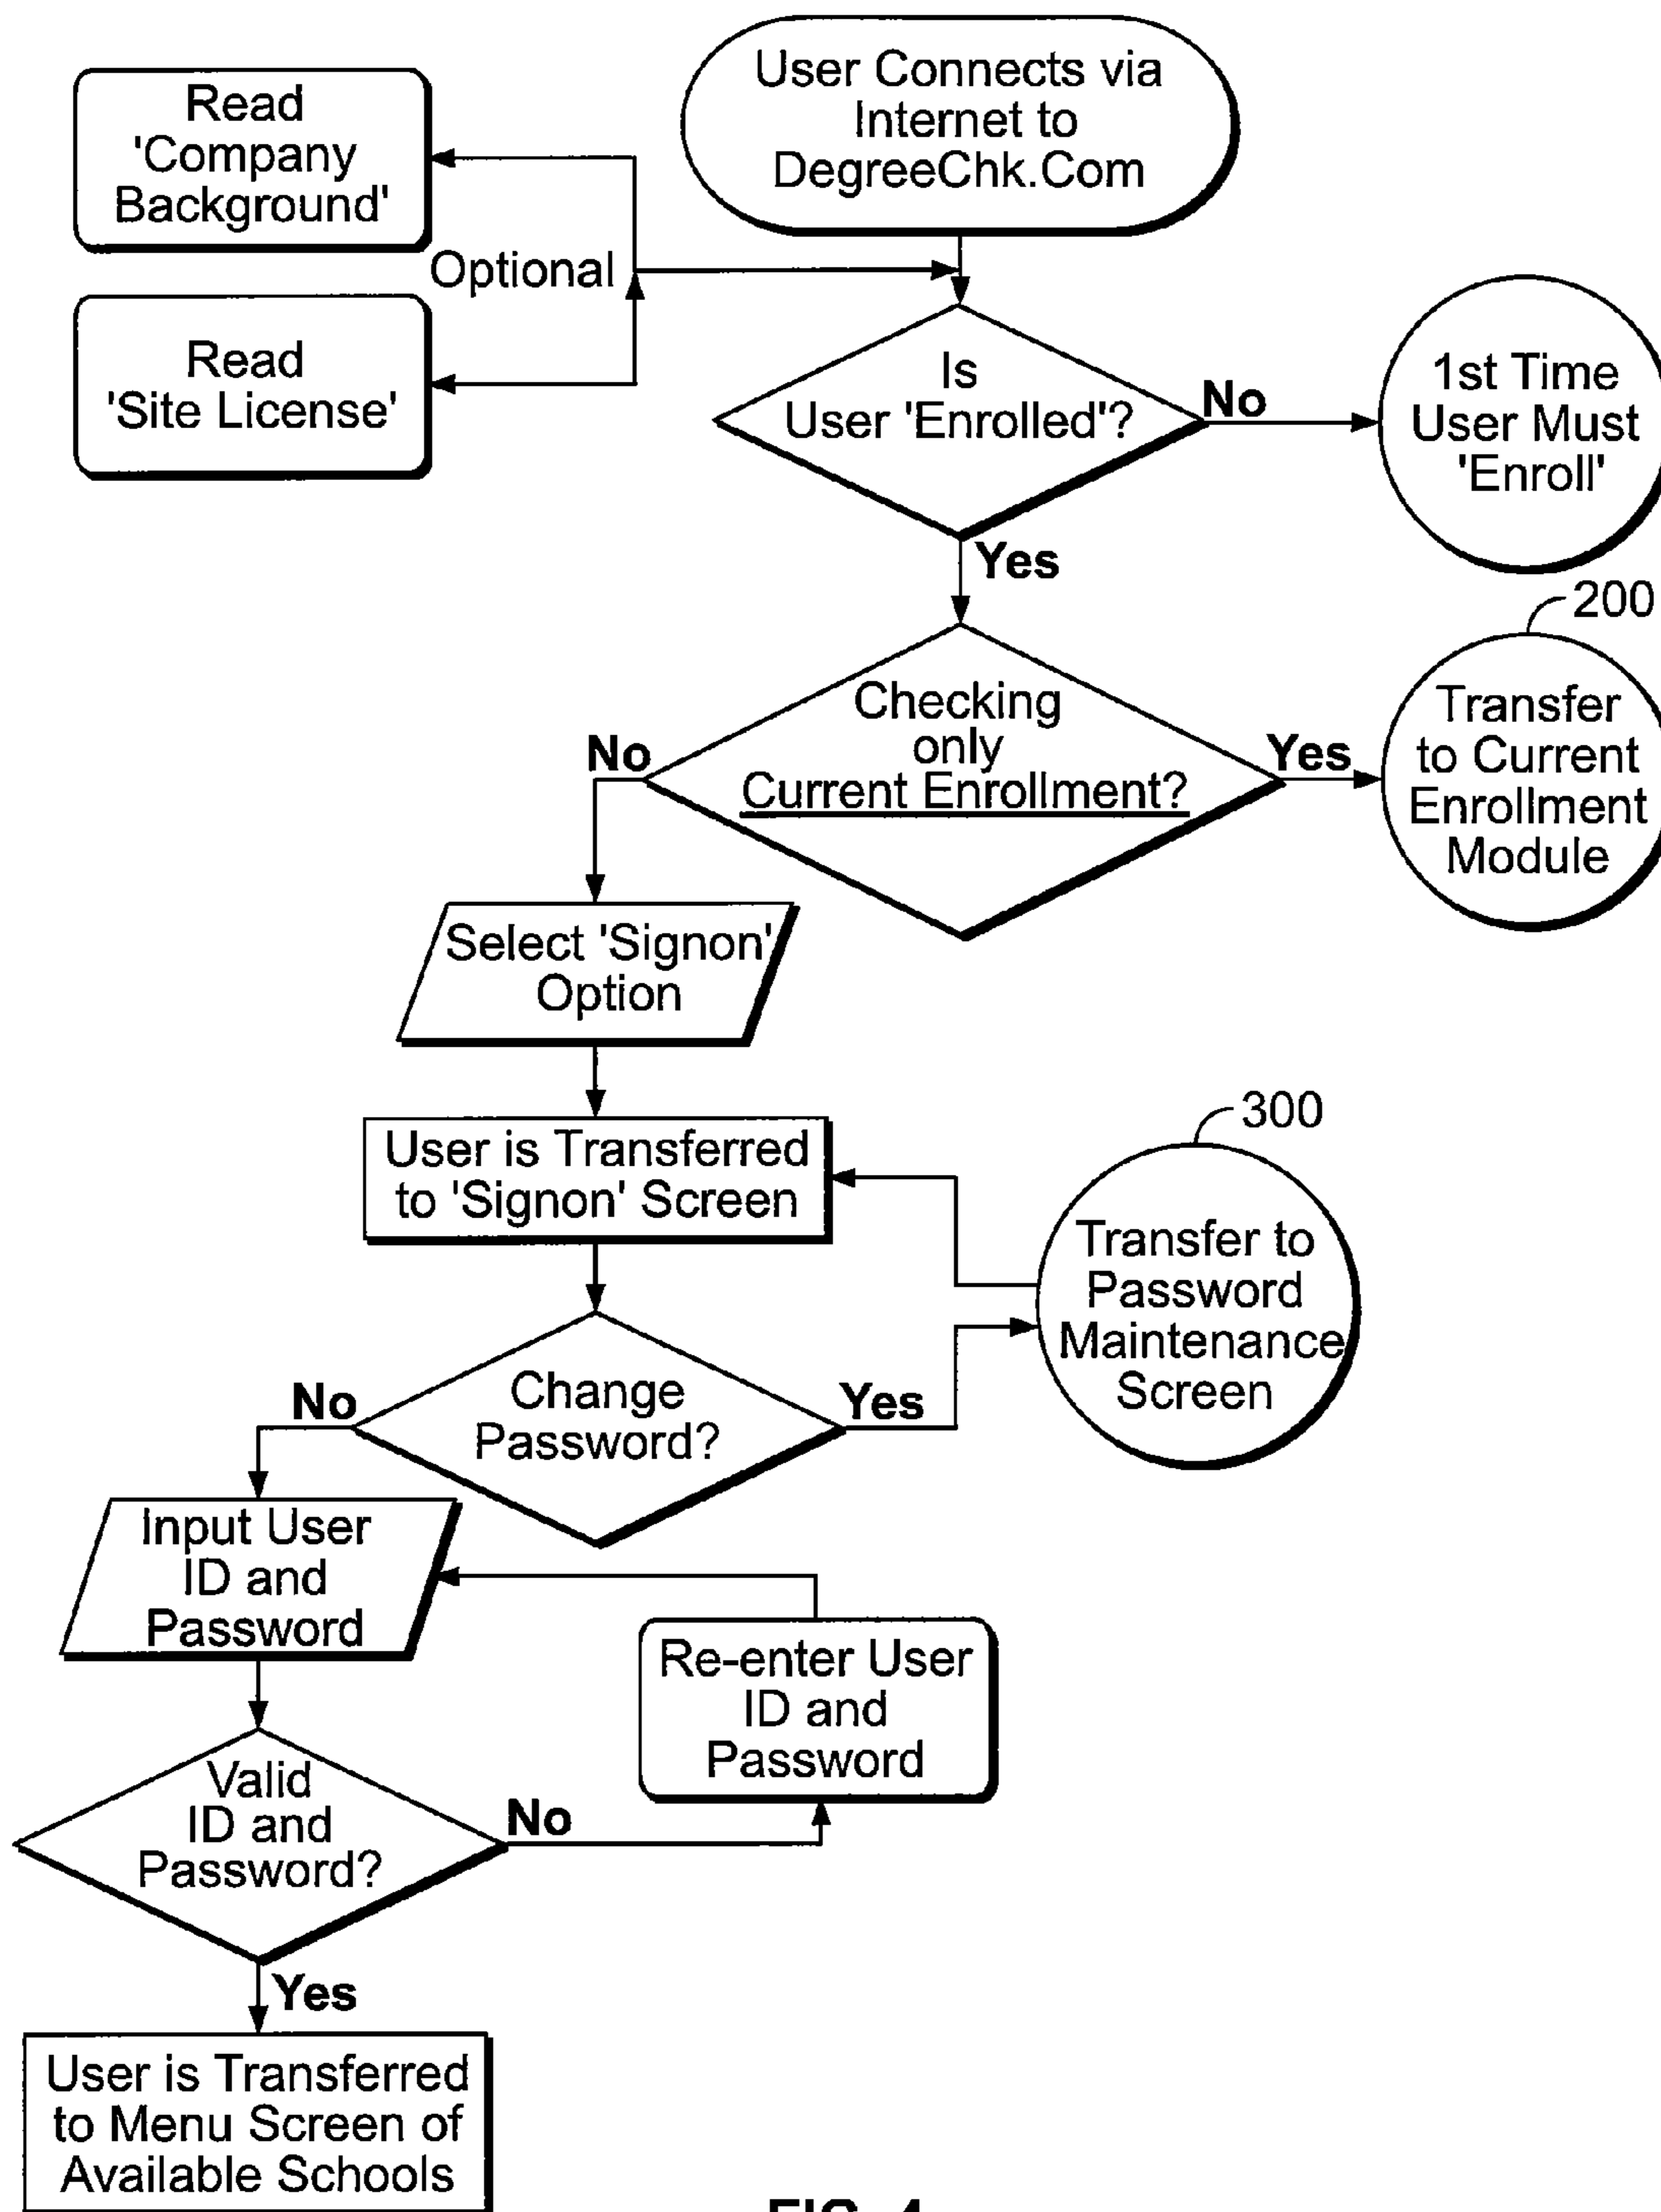 User Connects via
Internet to
DegreeChk.Com
Read
'Company
Background'
Optional
Read
'Site License'
Is
User 'Enrolled'?
No
1st Time
User Must
'Enroll'
Yes
200
Checking
only
Current Enrollment?
No
Yes
Transfer
to Current
Enrollment
Module
Select 'Signon'
Option
User is Transferred
to 'Signon' Screen
300
Transfer to
Password
Maintenance
Screen
Change
Password?
No
Yes
Input User
ID and
Password
Re-enter User
ID and
Password
Valid
ID and
Password?
No
Yes
User is Transferred
to Menu Screen of
Available Schools